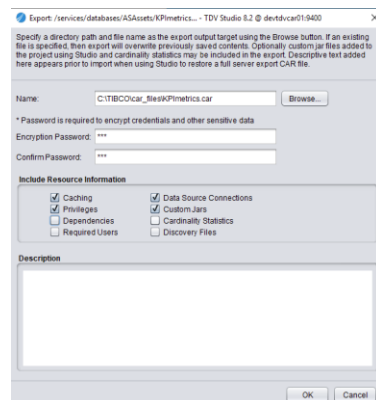 Export: /services/databases/ASAssets/KPImetrics... - TDV Studio 8.2 @ devtdvcar01:9400
Specify a directory path and file name as the export output target using the Browse button. If an existing
file is specified, then export will overwrite previously saved contents. Optionally custom jar files added to
the project using Studio and cardinality statistics may be included in the export. Descriptive text added
here appears prior to import when using Studio to restore a full server export CAR file.
Name: C:\TIBCO\car_files\KPImetrics.car Browse...
* Password is required to encrypt credentials and other sensitive data
Encryption Password: ***
Confirm Password: ***
Include Resource Information
Caching Data Source Connections
Privileges Custom Jars
Dependencies Cardinality Statistics
Required Users Discovery Files
Description
OK Cancel